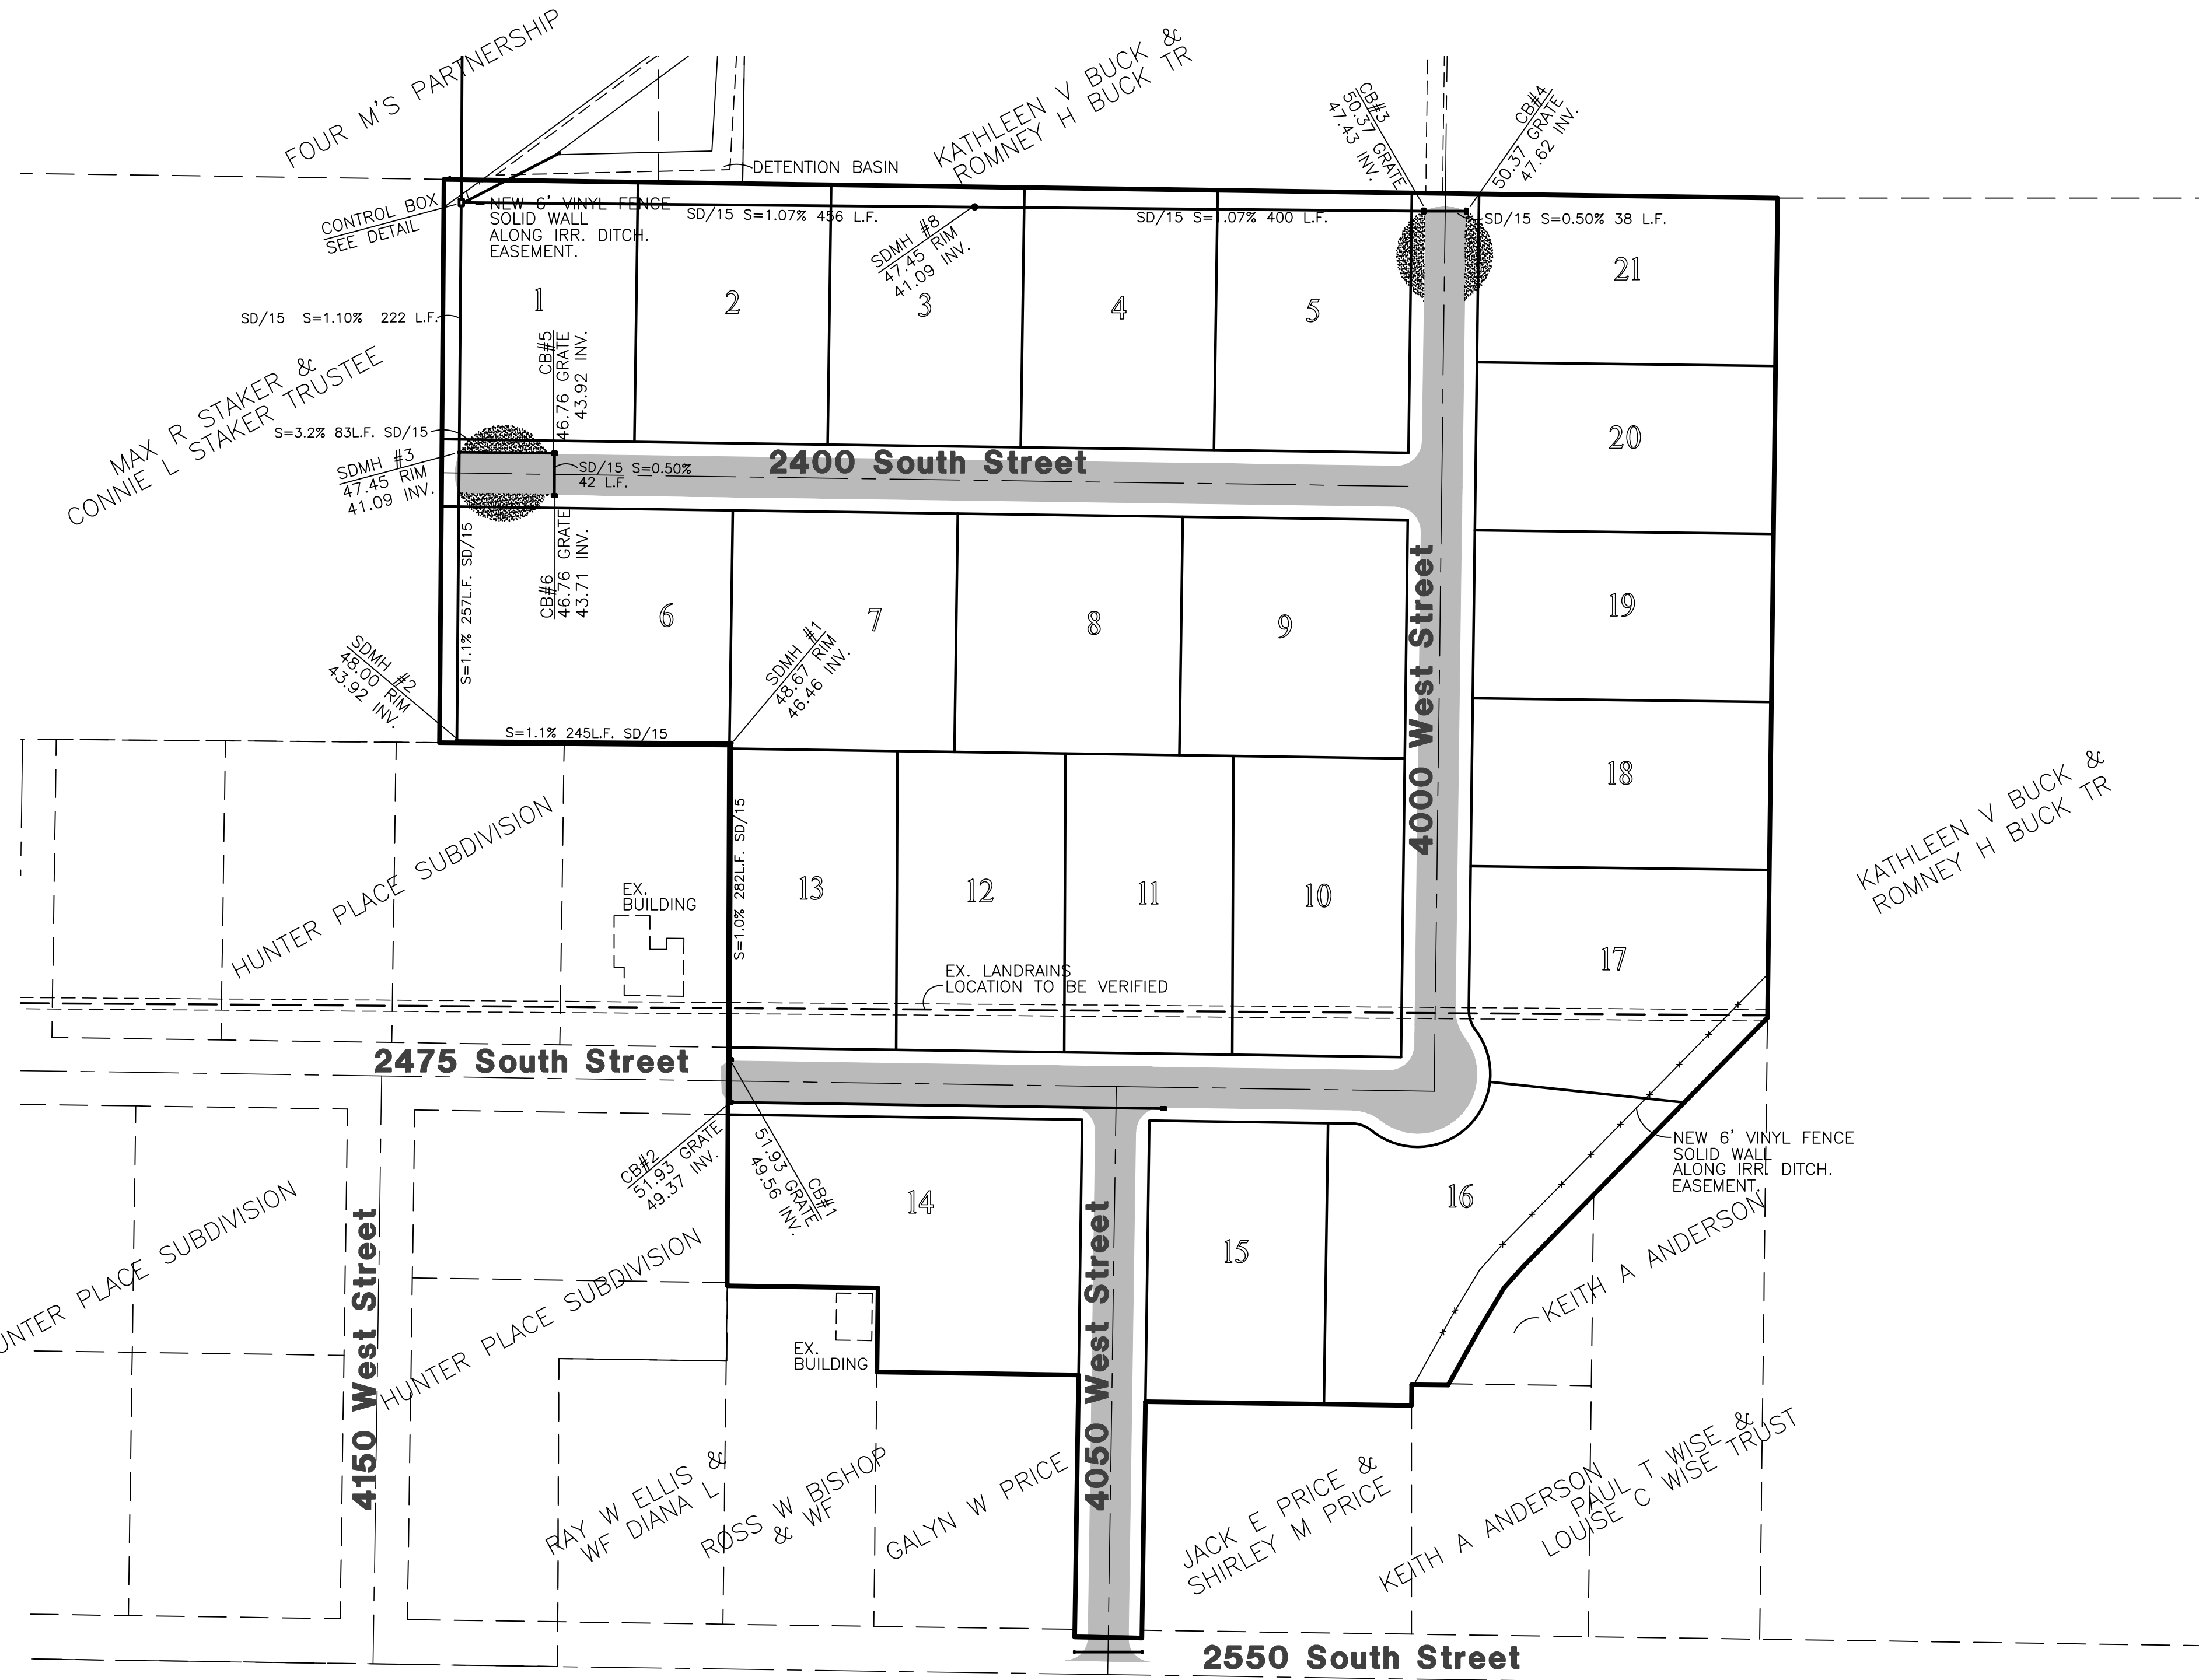 FOUR M'S PARTNERSHIP
KATHLEEN V BUCK &
ROMNEY H BUCK TR
CB#3
50.37 GRATE
47.43 INV.
CB#4
50.37 GRATE
47.62 INV.
DETENTION BASIN
CONTROL BOX
SEE DETAIL
NEW 6' VINYL FENCE
SOLID WALL
ALONG IRR. DITCH.
EASEMENT.
SD/15 S=1.07% 456 L.F.
SDMH #8
47.45 RIM
41.09 INV.
SD/15 S=1.07% 400 L.F.
SD/15 S=0.50% 38 L.F.
1
2
3
4
5
21
SD/15 S=1.10% 222 L.F.
MAX R STAKER &
CONNIE L STAKER TRUSTEE
CB#5
46.76 GRATE
43.92 INV.
S=3.2% 83L.F. SD/15
SDMH #3
47.45 RIM
41.09 INV.
SD/15 S=0.50%
42 L.F.
2400 South Street
20
CB#6
46.76 GRATE
43.71 INV.
S=1.1% 257L.F. SD/15
6
7
8
9
4000 West Street
19
SDMH #2
48.00 RIM
43.92 INV.
SDMH #1
48.67 RIM
46.46 INV.
S=1.1% 245L.F. SD/15
18
KATHLEEN V BUCK &
ROMNEY H BUCK TR
HUNTER PLACE SUBDIVISION
EX.
BUILDING
S=1.0% 282L.F. SD/15
13
12
11
10
17
EX. LANDRAINS
LOCATION TO BE VERIFIED
2475 South Street
CB#2
51.93 GRATE
49.37 INV.
CB#1
51.93 GRATE
49.56 INV.
NEW 6' VINYL FENCE
SOLID WALL
ALONG IRR. DITCH.
EASEMENT.
14
15
16
UNTER PLACE SUBDIVISION
4150 West Street
HUNTER PLACE SUBDIVISION
4050 West Street
KEITH A ANDERSON
EX.
BUILDING
RAY W ELLIS &
WF DIANA L
ROSS W BISHOP
& WF
GALYN W PRICE
JACK E PRICE &
SHIRLEY M PRICE
KEITH A ANDERSON
PAUL T WISE &
LOUISE C WISE TRUST
2550 South Street